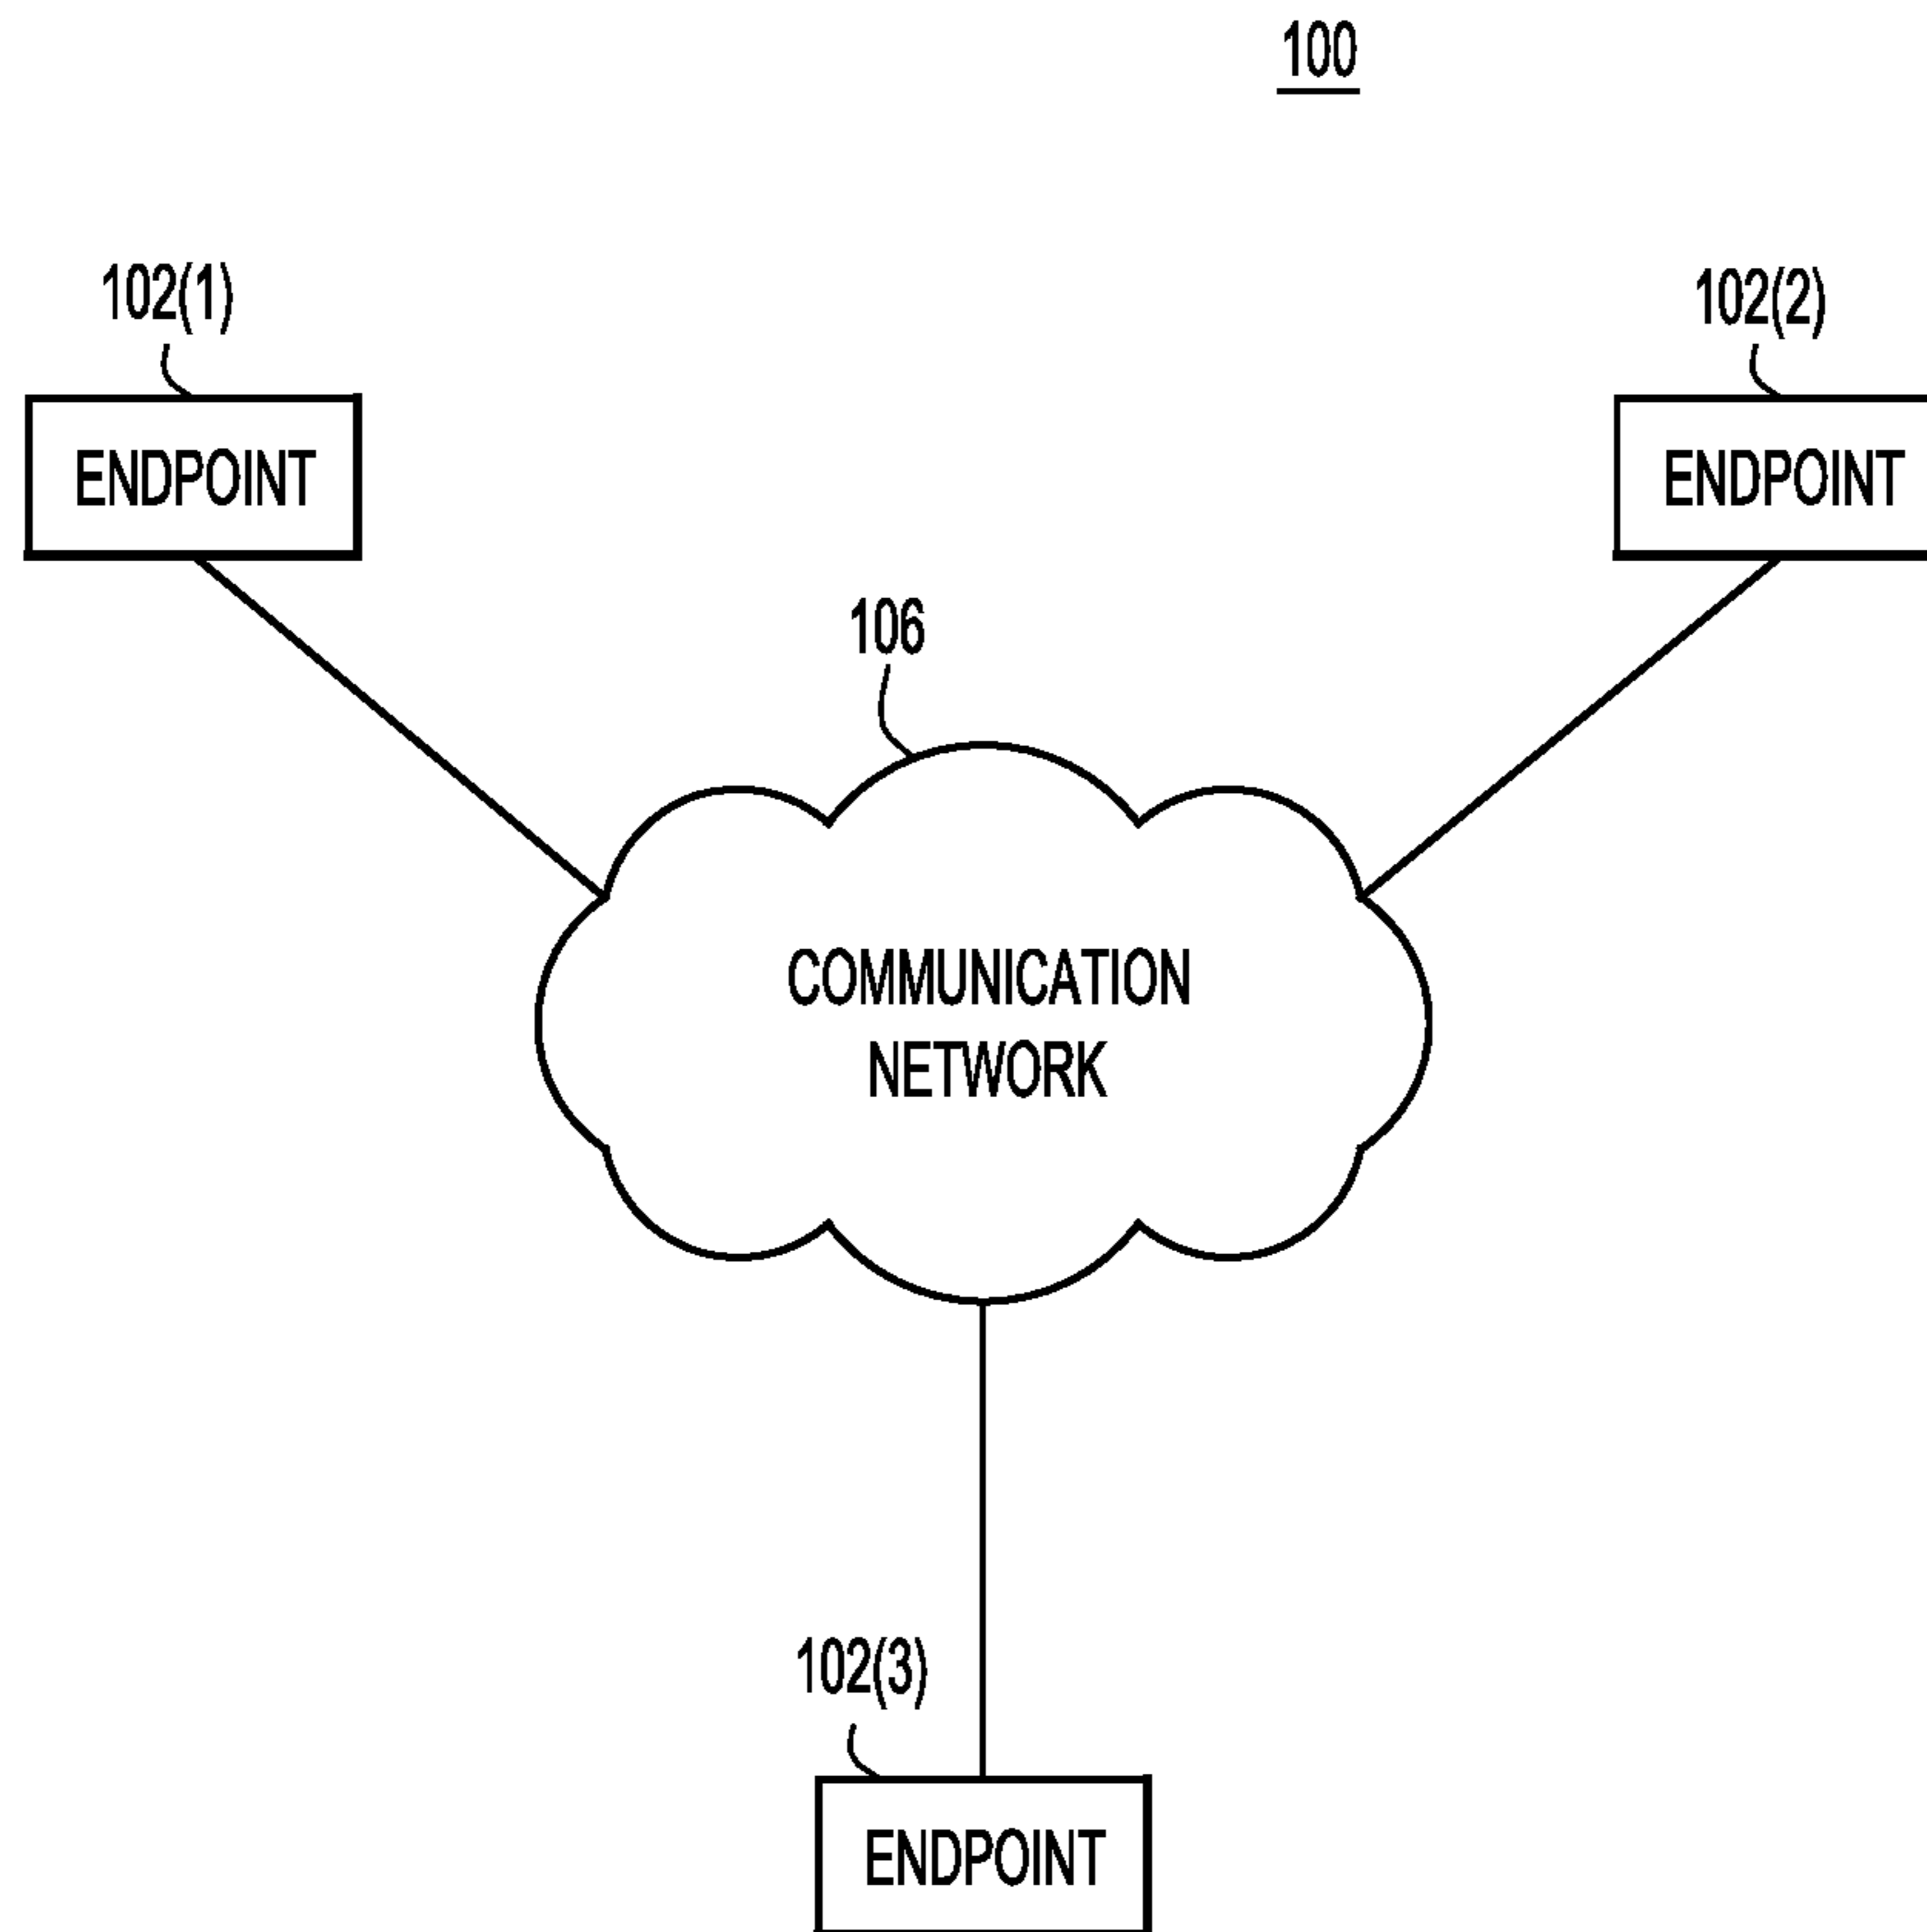 100
102(1)
102(2)
ENDPOINT
ENDPOINT
106
COMMUNICATION
NETWORK
102(3)
ENDPOINT